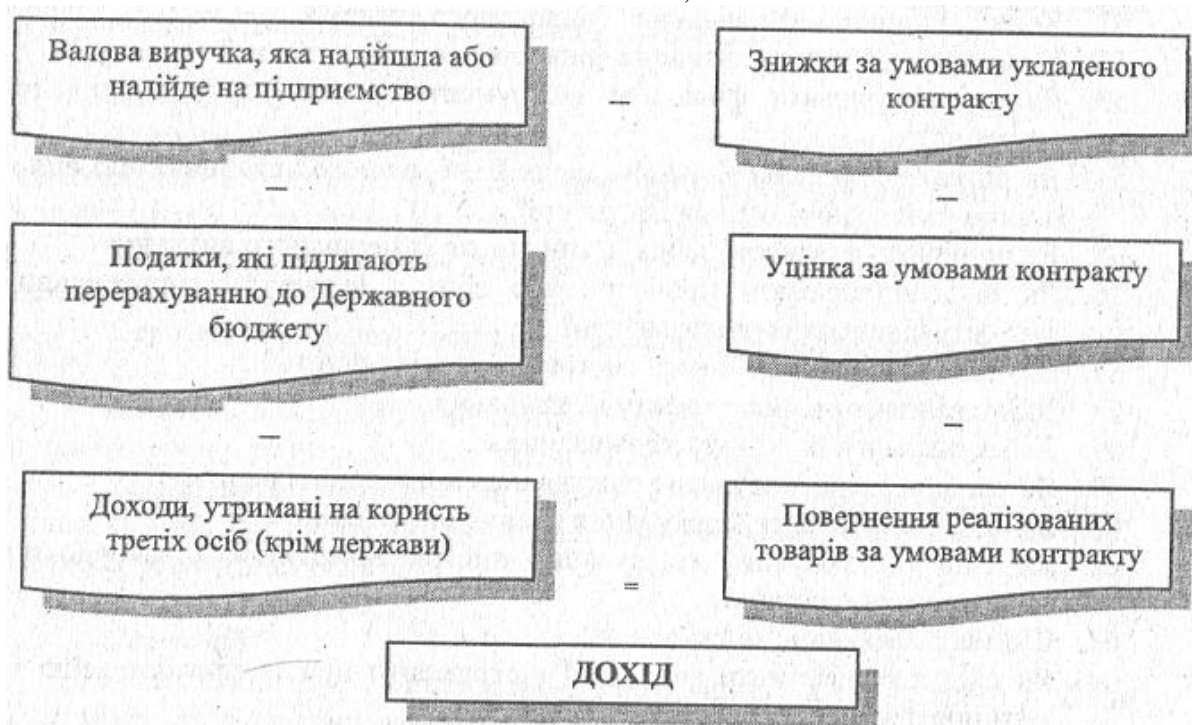 Валова виручка, яка надійшла або
надійде на підприємство
–
Знижки за умовами укладеного
контракту
–
–
Податки, які підлягають
перерахуванню до Державного
бюджету
Уцінка за умовами контракту
–
–
Доходи, утримані на користь
третіх осіб (крім держави)
=
Повернення реалізованих
товарів за умовами контракту
ДОХІД